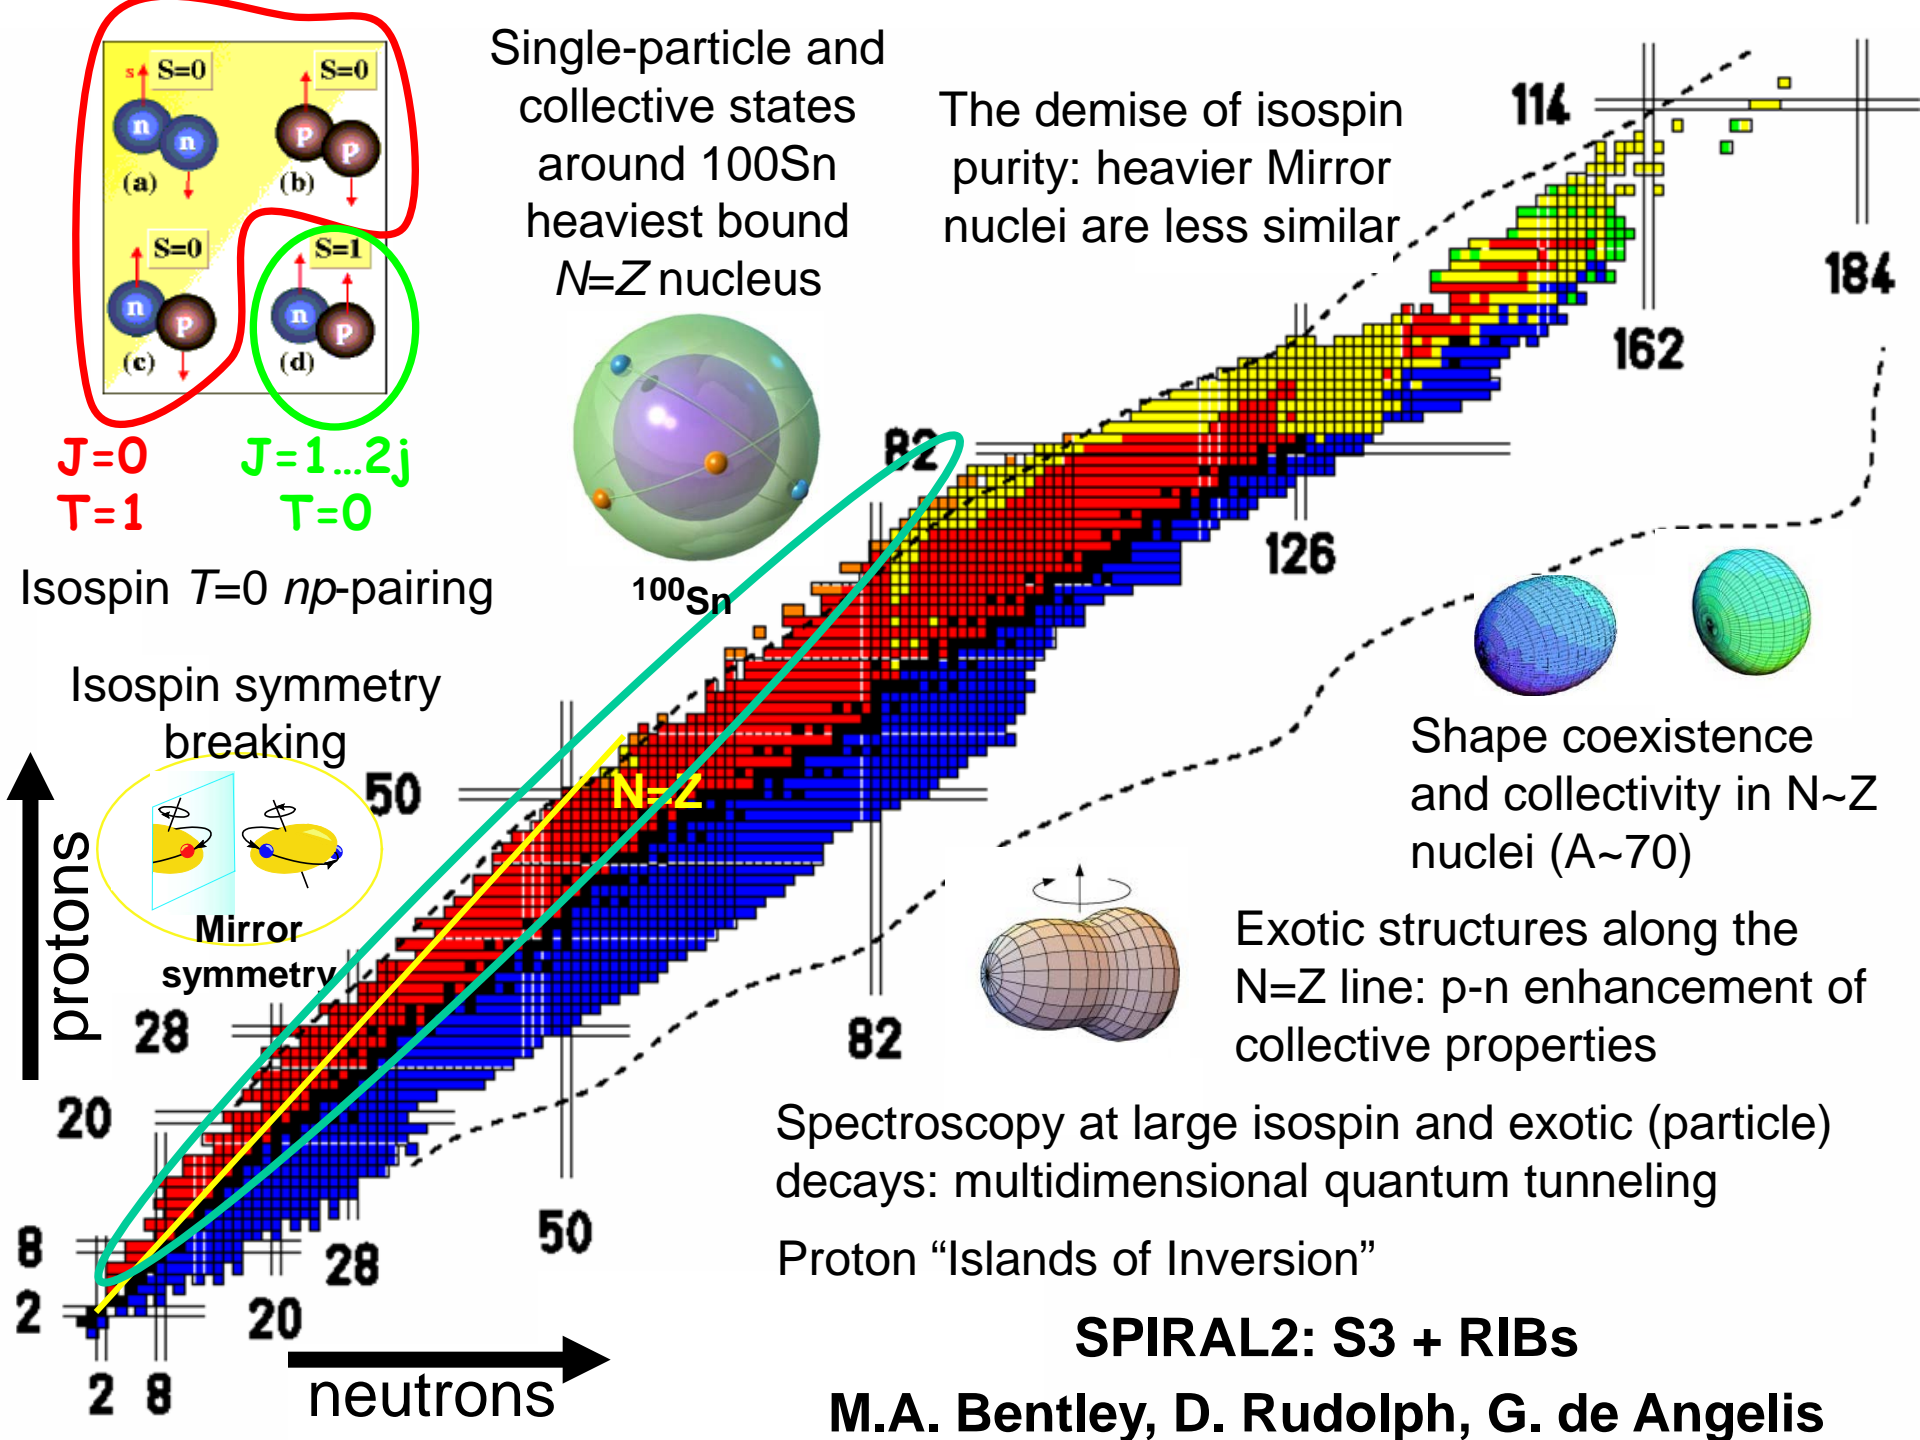 s S=0
S=0
n
n
p
p
(a)
(b)
S=0
S=1
n
p
n
p
(c)
(d)
J=0
T=1
J=1...2j
T=0
Isospin T=0 np-pairing
Single-particle and
collective states
around 100Sn
heaviest bound
N=Z nucleus
100Sn
The demise of isospin
purity: heavier Mirror
nuclei are less similar
114
184
162
82
126
Isospin symmetry
breaking
Mirror
symmetry
50
N=Z
28
20
8
2
82
50
28
20
2 8
protons
neutrons
Shape coexistence
and collectivity in N~Z
nuclei (A~70)
Exotic structures along the
N=Z line: p-n enhancement of
collective properties
Spectroscopy at large isospin and exotic (particle)
decays: multidimensional quantum tunneling
Proton “Islands of Inversion”
SPIRAL2: S3 + RIBs
M.A. Bentley, D. Rudolph, G. de Angelis